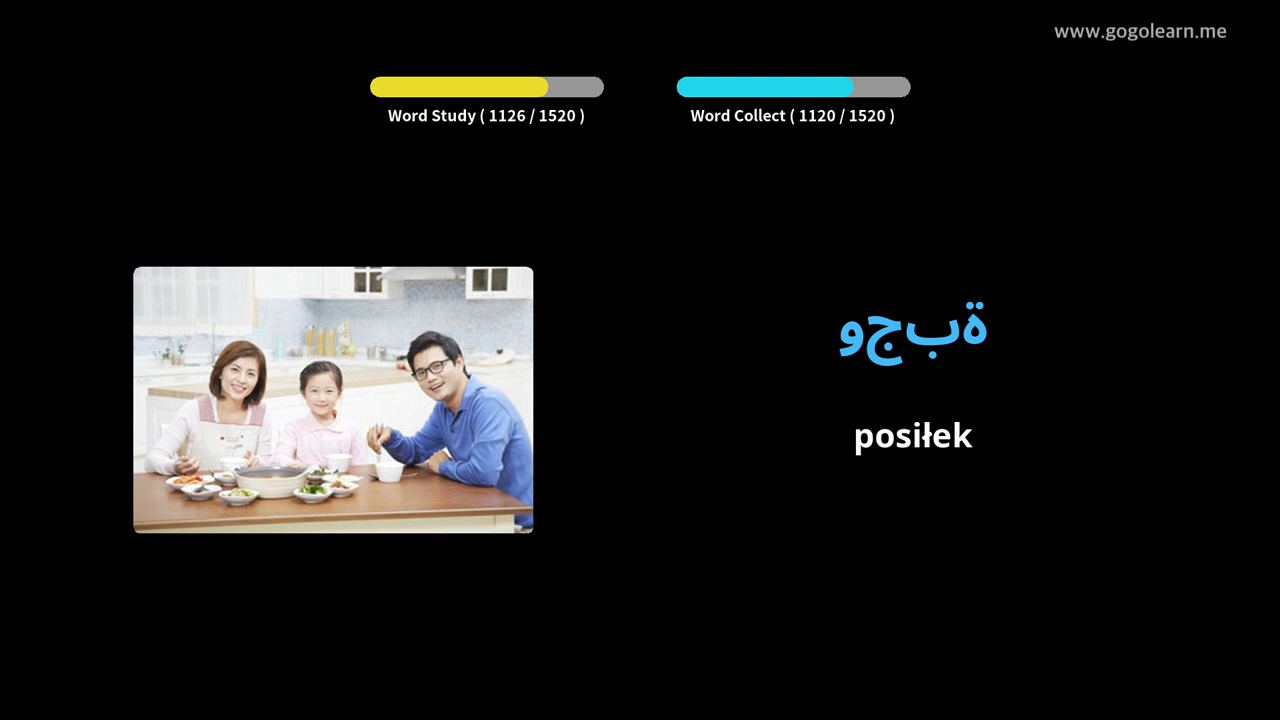 www.gogolearn.me
Word Study ( 1126 / 1520 )
Word Collect ( 1120 / 1520 )
وجبة
posiłek